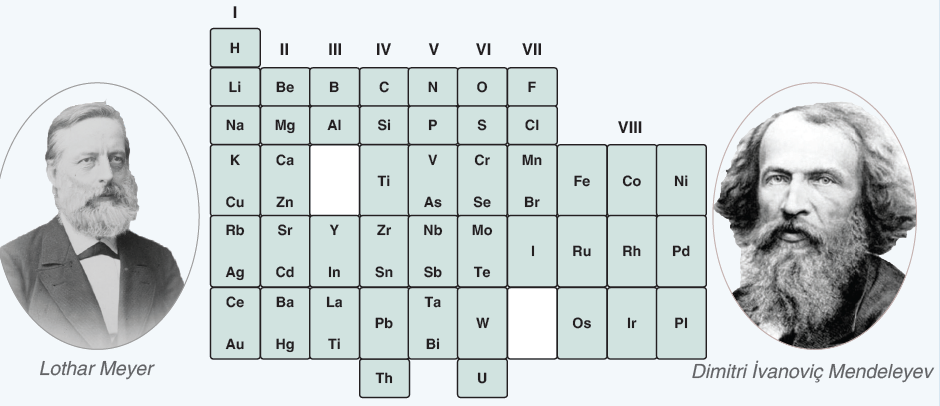 I
H II III IV V VI VII
Li Be B C N O F
Na Mg Al Si P S Cl VIII
K Ca V Cr Mn
Ti Fe Co Ni
Cu Zn As Se Br
Rb Sr Y Zr Nb Mo
I Ru Rh Pd
Ag Cd In Sn Sb Te
Ce Ba La Ta
Pb W Os Ir Pl
Au Hg Ti Bi
Th U
Lothar Meyer
Dimitri İvanoviç Mendeleyev